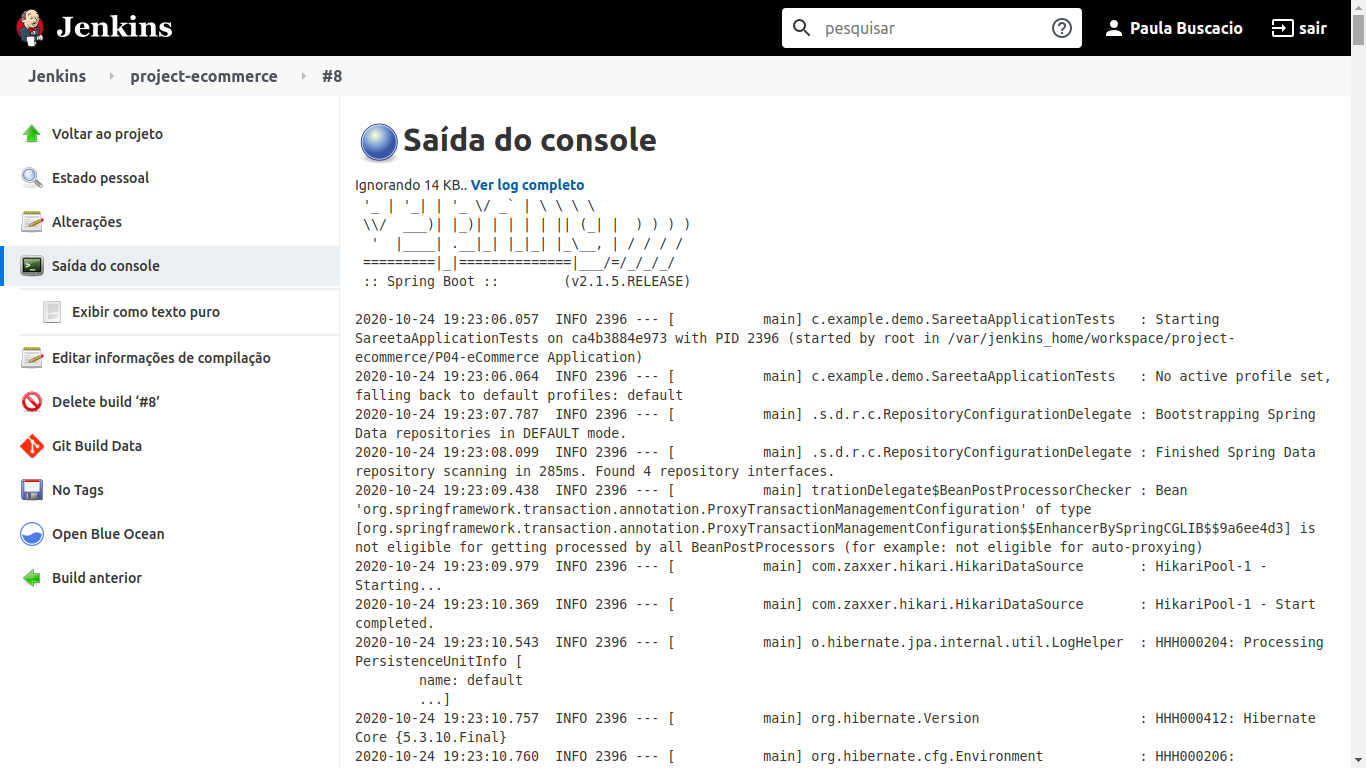 Jenkins
pesquisar
Paula Buscacio
sair
Jenkins
project-ecommerce
#8
Voltar ao projeto
Estado pessoal
Alterações
Saída do console
Exibir como texto puro
Editar informações de compilação
Delete build ‘#8’
Git Build Data
No Tags
Open Blue Ocean
Build anterior
Saída do console
Ignorando 14 KB.. Ver log completo
 '_ | '_| | '_ \/ _` | \ \ \ \
 \\/  ___)| |_)| | | | | || (_| |  ) ) ) )
  '  |____| .__|_| |_|_| |_\__, | / / / /
 =========|_|==============|___/=/_/_/_/
 :: Spring Boot ::        (v2.1.5.RELEASE)
2020-10-24 19:23:06.057  INFO 2396 --- [           main] c.example.demo.SareetaApplicationTests   : Starting
SareetaApplicationTests on ca4b3884e973 with PID 2396 (started by root in /var/jenkins_home/workspace/project-
ecommerce/P04-eCommerce Application)
2020-10-24 19:23:06.064  INFO 2396 --- [           main] c.example.demo.SareetaApplicationTests   : No active profile set,
falling back to default profiles: default
2020-10-24 19:23:07.787  INFO 2396 --- [           main] .s.d.r.c.RepositoryConfigurationDelegate : Bootstrapping Spring
Data repositories in DEFAULT mode.
2020-10-24 19:23:08.099  INFO 2396 --- [           main] .s.d.r.c.RepositoryConfigurationDelegate : Finished Spring Data
repository scanning in 285ms. Found 4 repository interfaces.
2020-10-24 19:23:09.438  INFO 2396 --- [           main] trationDelegate$BeanPostProcessorChecker : Bean
'org.springframework.transaction.annotation.ProxyTransactionManagementConfiguration' of type
[org.springframework.transaction.annotation.ProxyTransactionManagementConfiguration$$EnhancerBySpringCGLIB$$9a6ee4d3] is
not eligible for getting processed by all BeanPostProcessors (for example: not eligible for auto-proxying)
2020-10-24 19:23:09.979  INFO 2396 --- [           main] com.zaxxer.hikari.HikariDataSource       : HikariPool-1 -
Starting...
2020-10-24 19:23:10.369  INFO 2396 --- [           main] com.zaxxer.hikari.HikariDataSource       : HikariPool-1 - Start
completed.
2020-10-24 19:23:10.543  INFO 2396 --- [           main] o.hibernate.jpa.internal.util.LogHelper  : HHH000204: Processing
PersistenceUnitInfo [
        name: default
        ...]
2020-10-24 19:23:10.757  INFO 2396 --- [           main] org.hibernate.Version                    : HHH000412: Hibernate
Core {5.3.10.Final}
2020-10-24 19:23:10.760  INFO 2396 --- [           main] org.hibernate.cfg.Environment            : HHH000206: